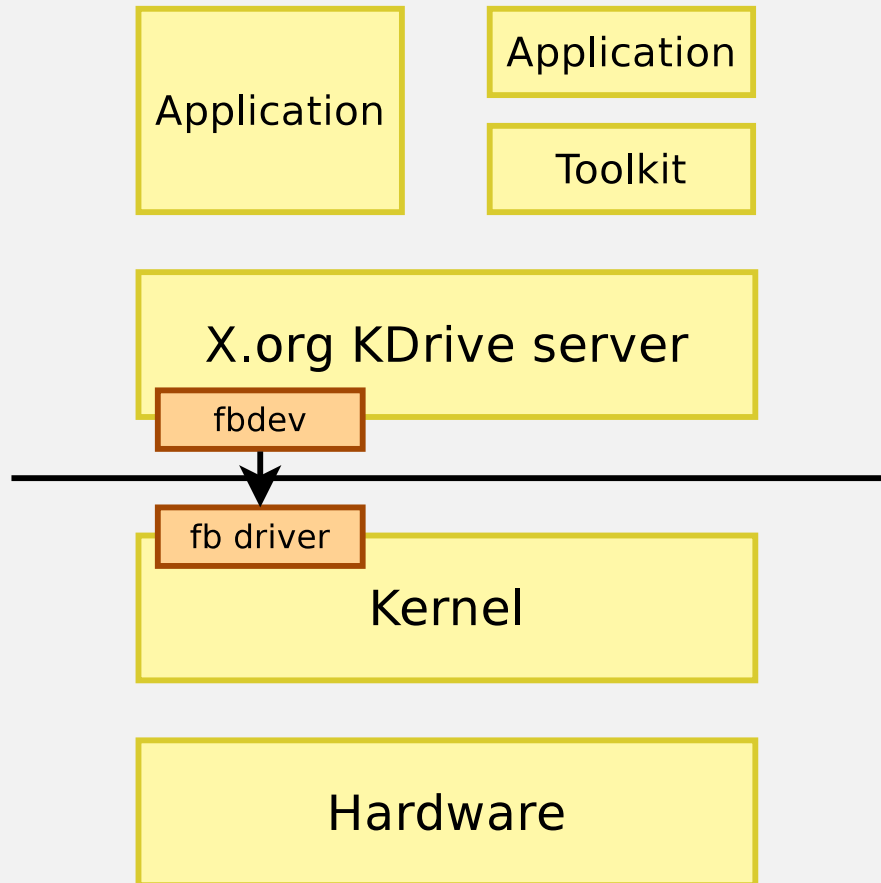 Application
Application
Toolkit
X.org KDrive server
fbdev
fb driver
Kernel
Hardware